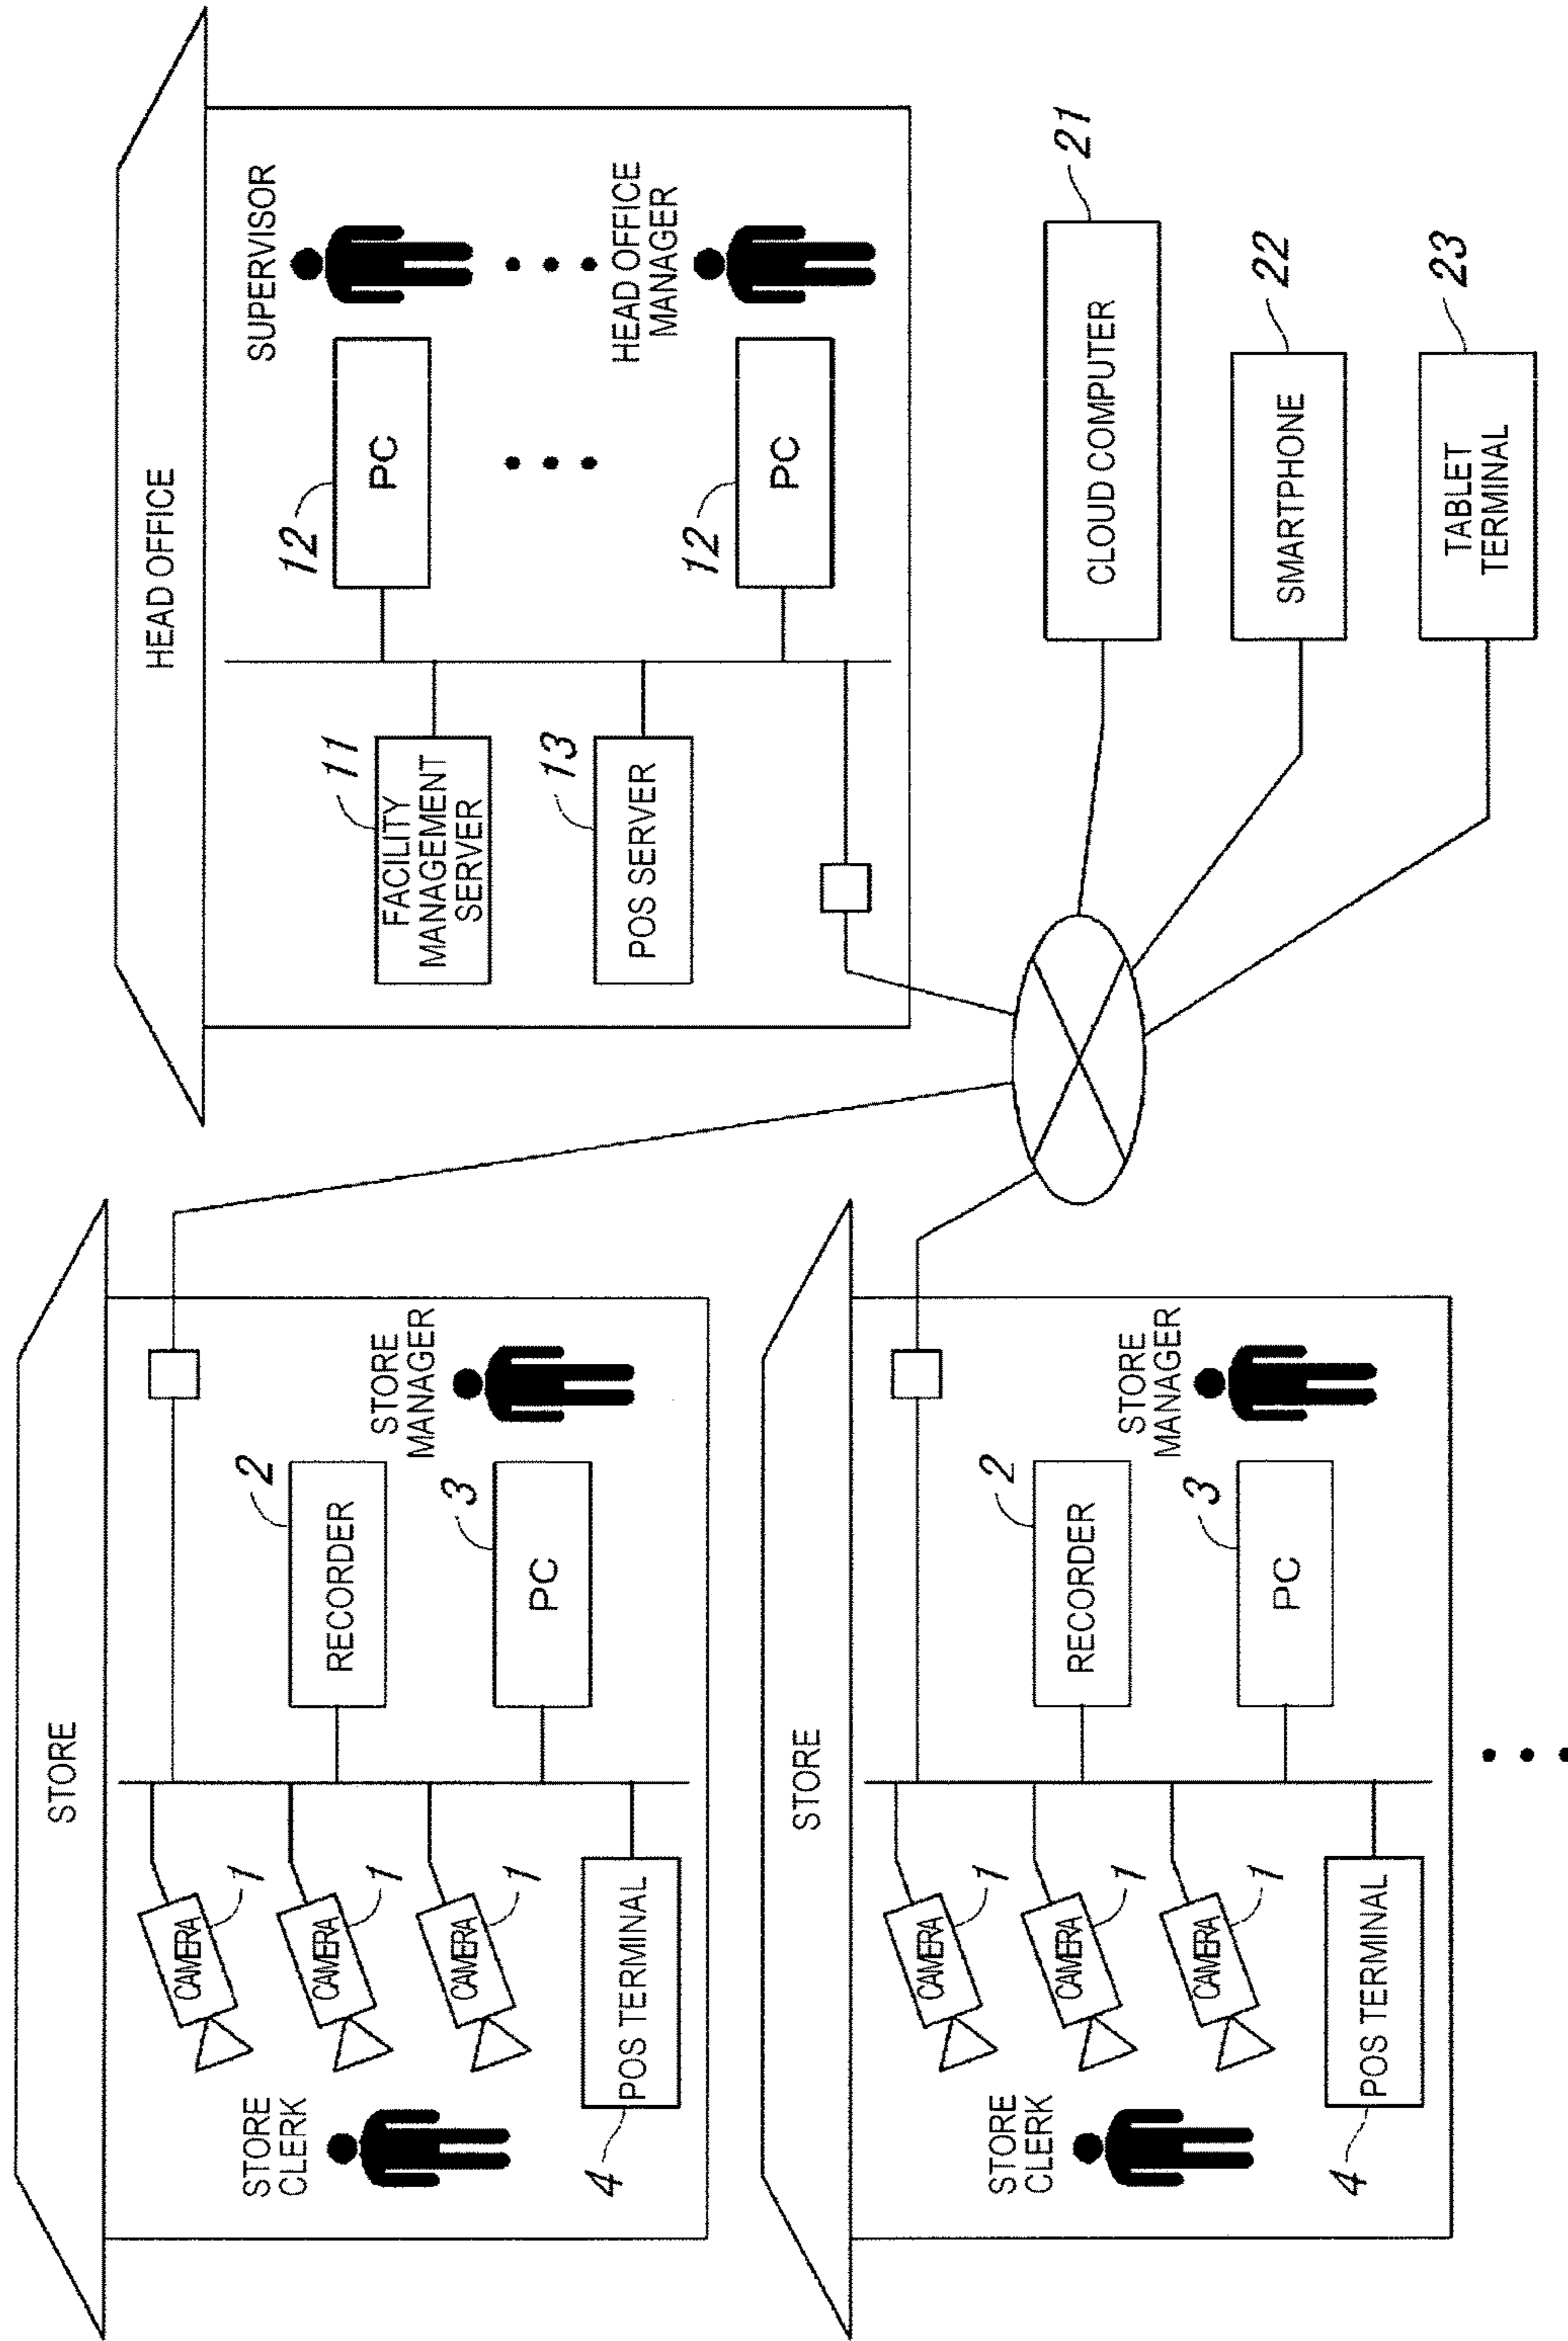 STORE
STORE
CLERK
CAMERA
1
CAMERA
1
CAMERA
1
POS TERMINAL
4
RECORDER
2
PC
3
STORE
MANAGER
HEAD OFFICE
FACILITY
MANAGEMENT
SERVER
11
POS SERVER
13
PC
12
PC
12
SUPERVISOR
HEAD OFFICE
MANAGER
STORE
STORE
CLERK
CAMERA
1
CAMERA
1
CAMERA
1
POS TERMINAL
4
RECORDER
2
PC
3
STORE
MANAGER
CLOUD COMPUTER
21
SMARTPHONE
22
TABLET
TERMINAL
23